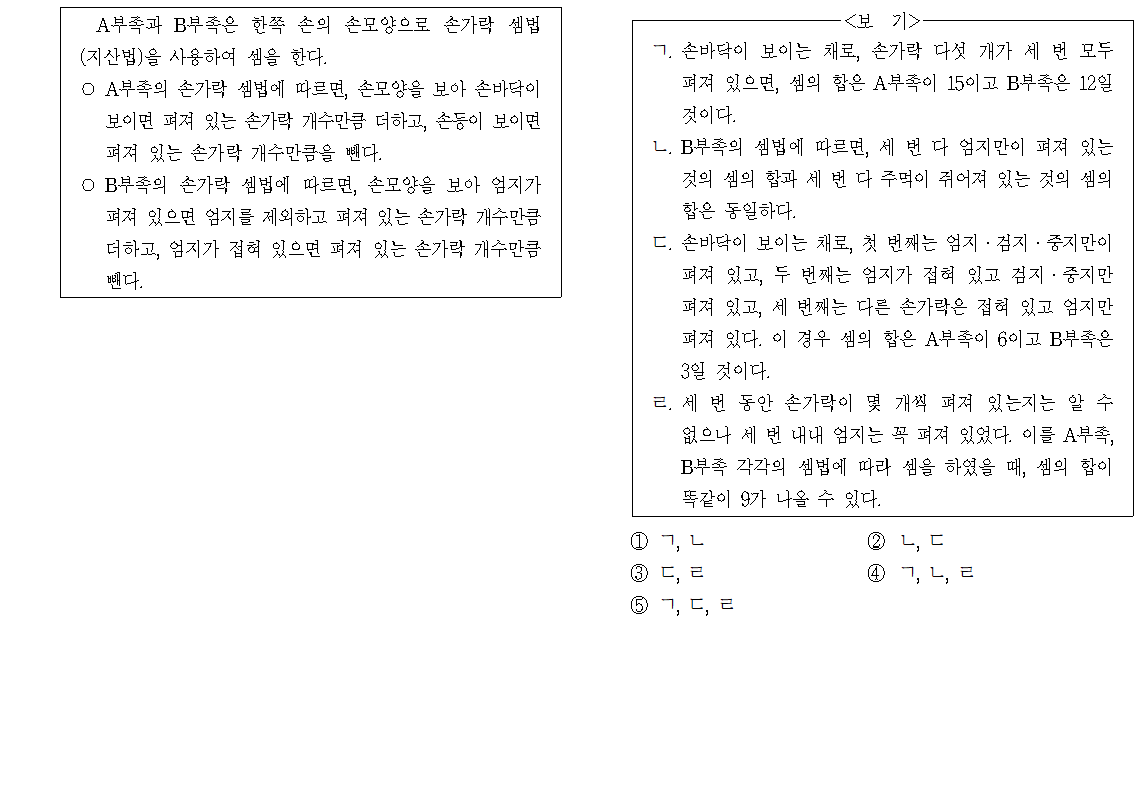 A부족과 B부족은 한쪽 손의 손모양으로 손가락 셈법
(지산법)을 사용하여 셈을 한다.
○ A부족의 손가락 셈법에 따르면, 손모양을 보아 손바닥이
보이면 펴져 있는 손가락 개수만큼 더하고, 손등이 보이면
펴져 있는 손가락 개수만큼을 뺀다.
○ B부족의 손가락 셈법에 따르면, 손모양을 보아 엄지가
펴져 있으면 엄지를 제외하고 펴져 있는 손가락 개수만큼
더하고, 엄지가 접혀 있으면 펴져 있는 손가락 개수만큼
뺀다.
<보 기>
ㄱ. 손바닥이 보이는 채로, 손가락 다섯 개가 세 번 모두
펴져 있으면, 셈의 합은 A부족이 15이고 B부족은 12일
것이다.
ㄴ. B부족의 셈법에 따르면, 세 번 다 엄지만이 펴져 있는
것의 셈의 합과 세 번 다 주먹이 쥐어져 있는 것의 셈의
합은 동일하다.
ㄷ. 손바닥이 보이는 채로, 첫 번째는 엄지·검지·중지만이
펴져 있고, 두 번째는 엄지가 접혀 있고 검지·중지만
펴져 있고, 세 번째는 다른 손가락은 접혀 있고 엄지만
펴져 있다. 이 경우 셈의 합은 A부족이 6이고 B부족은
3일 것이다.
ㄹ. 세 번 동안 손가락이 몇 개씩 펴져 있는지는 알 수
없으나 세 번 내내 엄지는 꼭 펴져 있었다. 이를 A부족,
B부족 각각의 셈법에 따라 셈을 하였을 때, 셈의 합이
똑같이 9가 나올 수 있다.
① ㄱ, ㄴ
② ㄴ, ㄷ
③ ㄷ, ㄹ
④ ㄱ, ㄴ, ㄹ
⑤ ㄱ, ㄷ, ㄹ